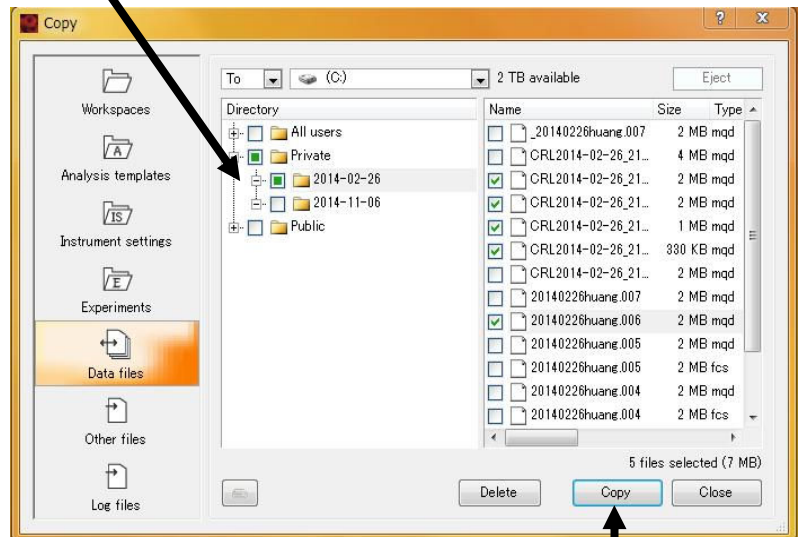 Copy
Workspaces
Analysis templates
Instrument settings
Experiments
Data files
Other files
Log files
To
(C:)
2 TB available
Eject
Directory
All users
Private
2014-02-26
2014-11-06
Public
Name Size Type
_20140226huang.007 2 MB mqd
CRL2014-02-26_21... 4 MB mqd
CRL2014-02-26_21... 2 MB mqd
CRL2014-02-26_21... 2 MB mqd
CRL2014-02-26_21... 1 MB mqd
CRL2014-02-26_21... 330 KB mqd
CRL2014-02-26_21... 2 MB mqd
20140226huang.007 2 MB mqd
20140226huang.006 2 MB mqd
20140226huang.005 2 MB mqd
20140226huang.005 2 MB fcs
20140226huang.004 2 MB mqd
20140226huang.004 2 MB fcs
5 files selected (7 MB)
Delete
Copy
Close